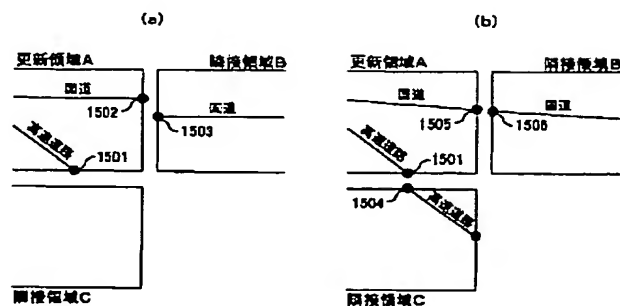 (a)
更新領域A
隣接領域B
国道
1502
国道
1503
高速道路
1501
隣接領域C
(b)
更新領域A
隣接領域B
国道
国道
1505
1506
高速道路
1501
1504
高速道路
隣接領域C